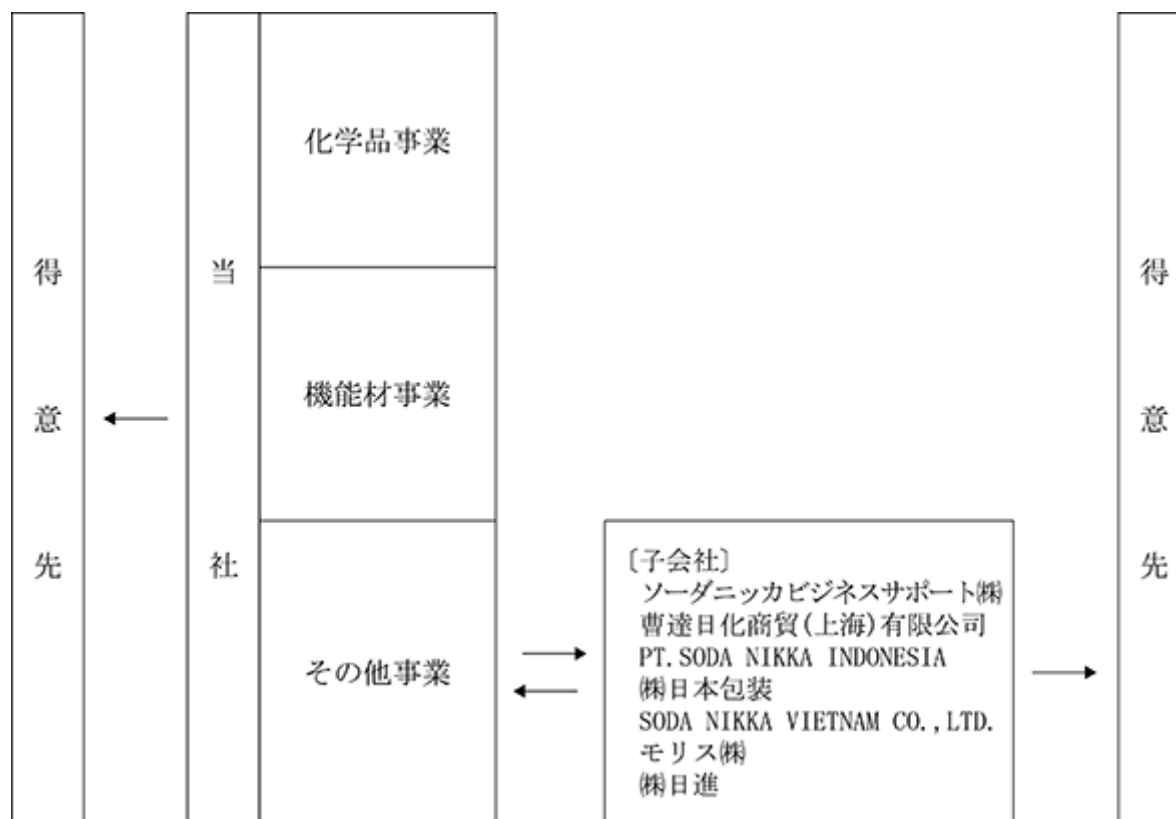 得意先
当社
化学品事業
機能材事業
その他事業
〔子会社〕
ソーダニッカビジネスサポート㈱
曹達日化商貿(上海)有限公司
PT.SODA NIKKA INDONESIA
㈱日本包装
SODA NIKKA VIETNAM CO.,LTD.
モリス㈱
㈱日進
得意先